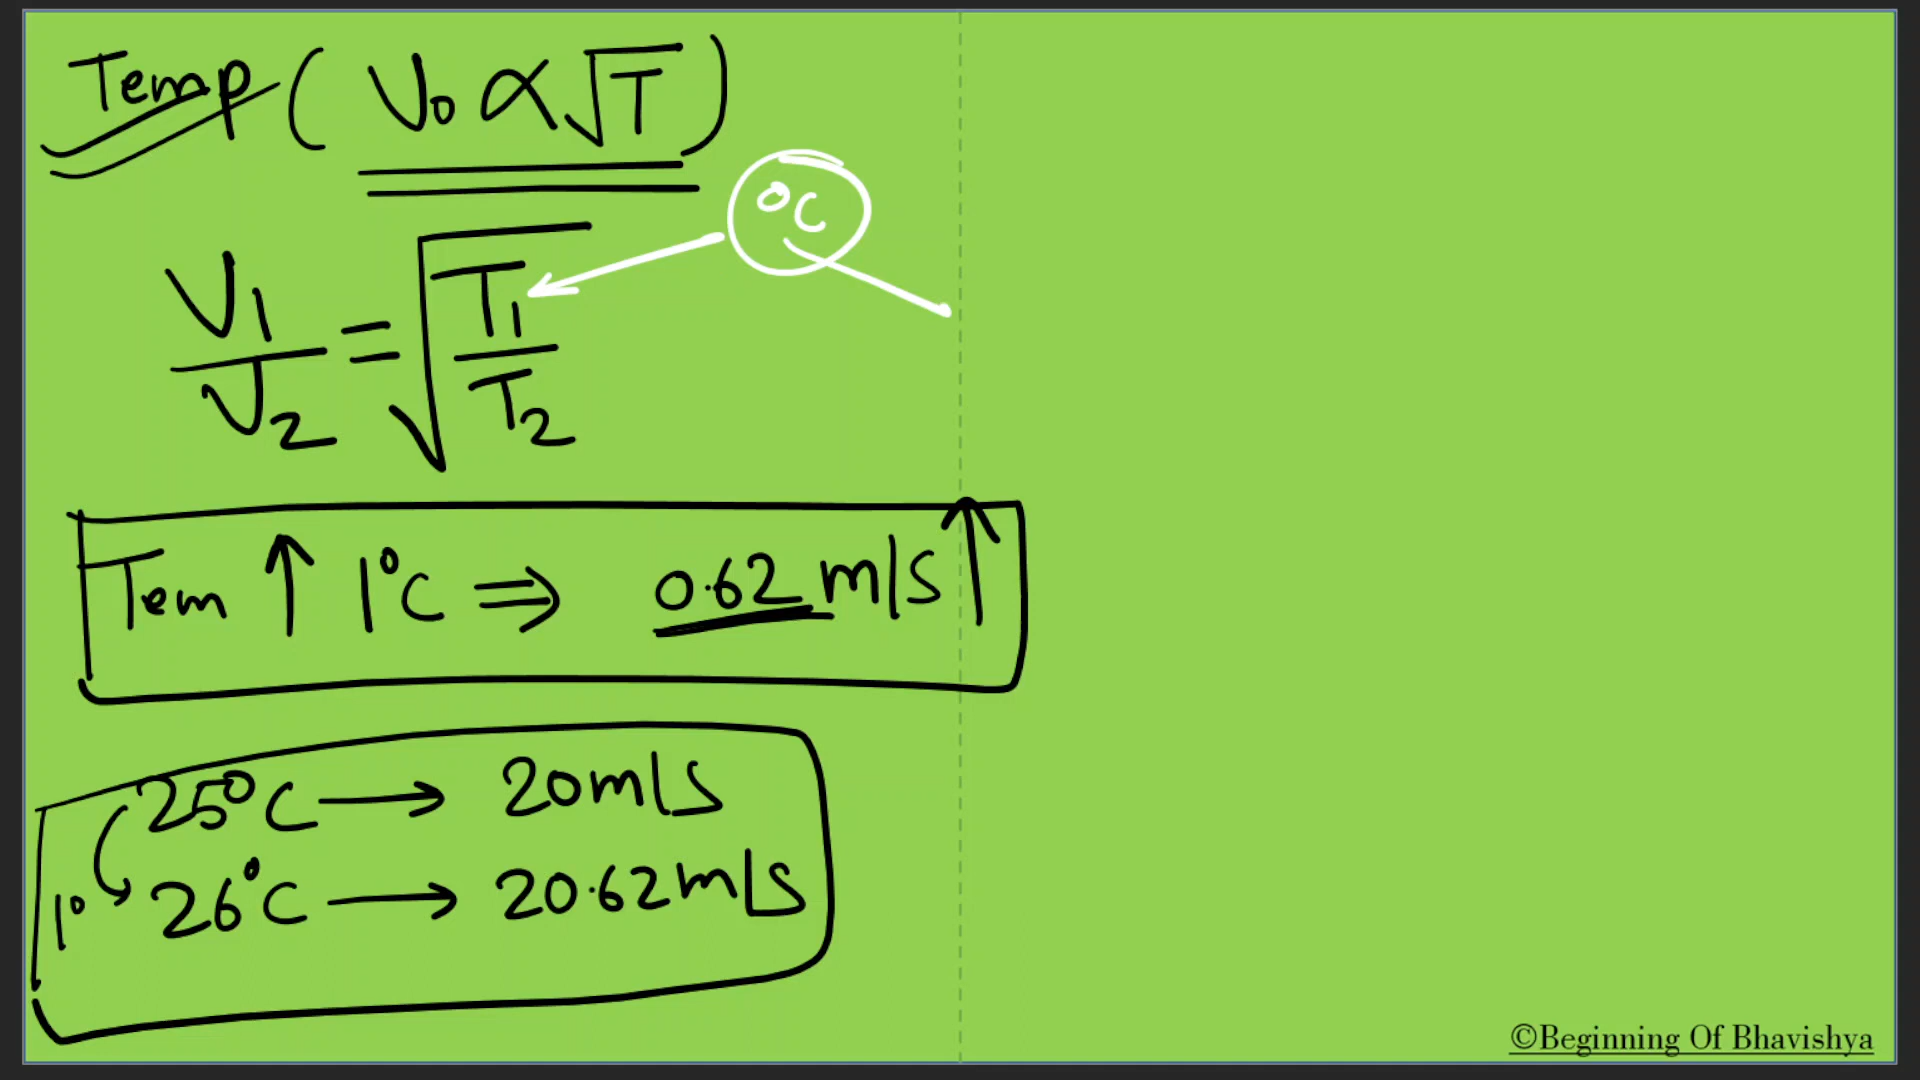 Temp (V₀ ∝ √T)
°C
V₁/V₂ = √(T₁/T₂)
Tem ↑ 1°C ⇒ 0.62 m/s ↑
25°C → 20m/s
1° 26°C → 20.62m/s
©Beginning Of Bhavishya